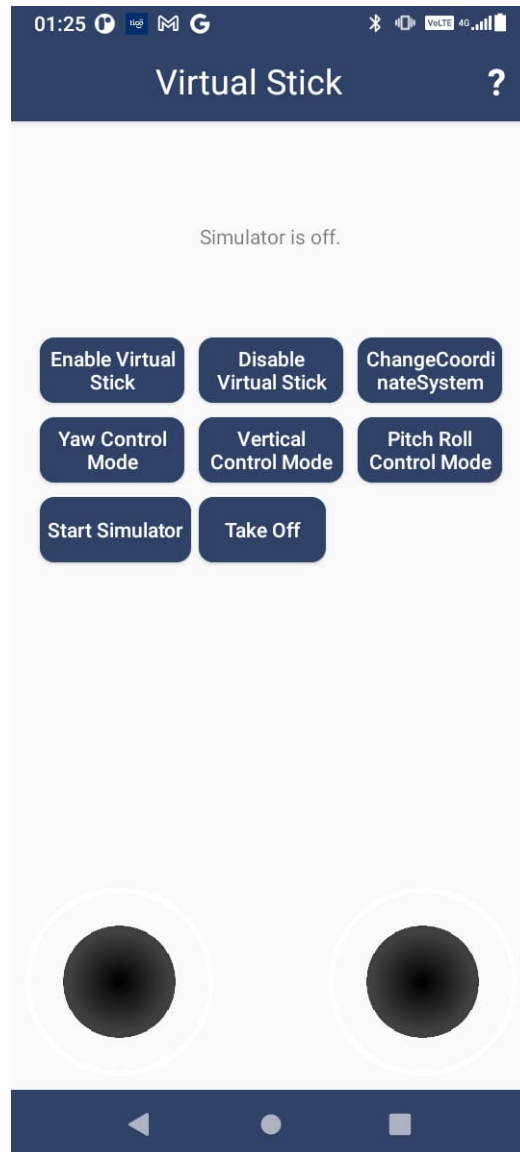 01:25 tigo G VoLTE 4G
Virtual Stick ?
Simulator is off.
Enable Virtual
Stick
Disable
Virtual Stick
ChangeCoordi
nateSystem
Yaw Control
Mode
Vertical
Control Mode
Pitch Roll
Control Mode
Start Simulator
Take Off